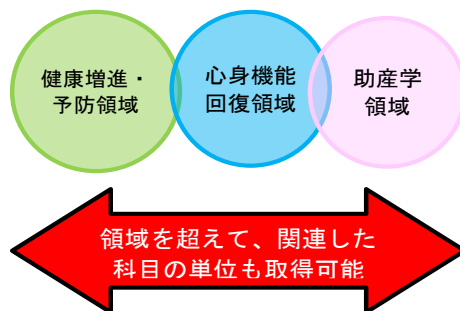 健康増進・
予防領域
心身機能
回復領域
助産学
領域
領域を超えて、関連した
科目の単位も取得可能